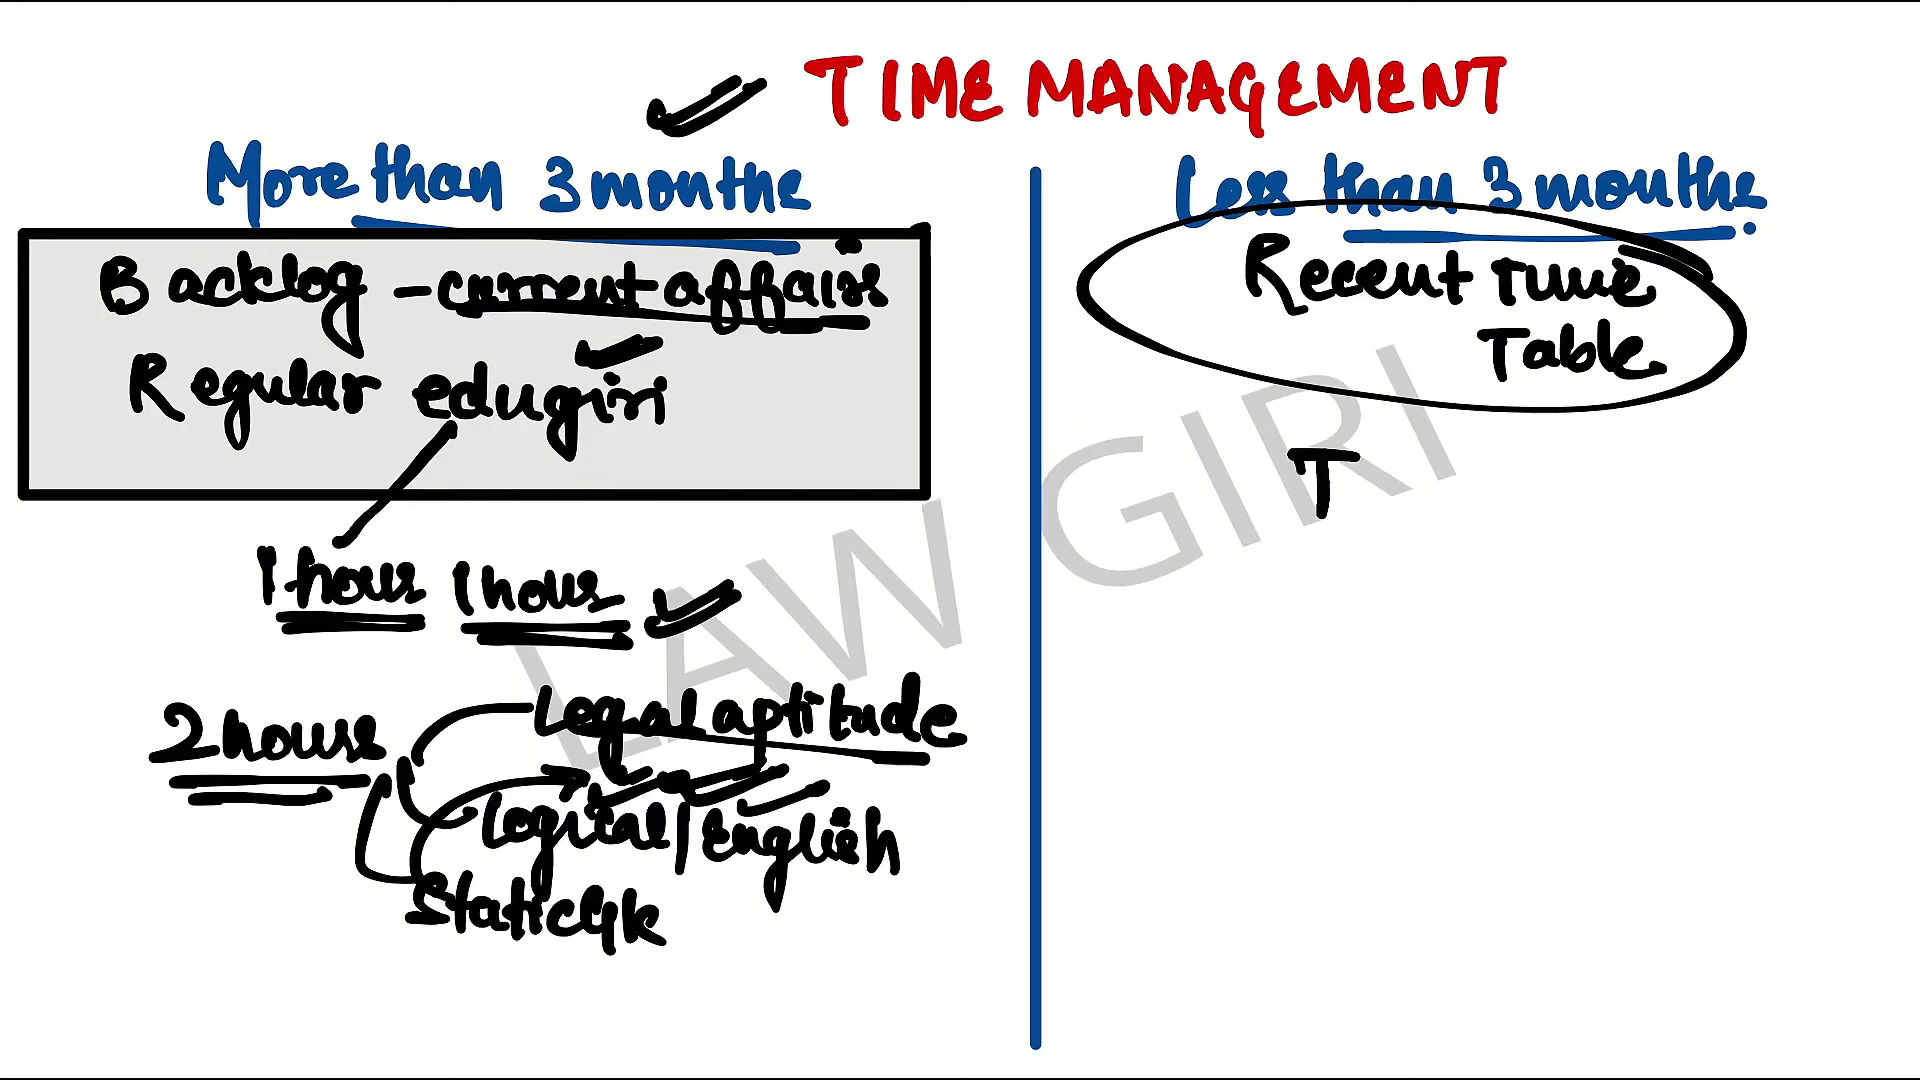 TIME MANAGEMENT
More than 3 months
Backlog - current affairs
Regular edugiri
1 hour 1 hour
2 hours
Legal aptitude
Logical/English
Static GK
Less than 3 months
Recent Time
Table
T
LAW GIRI